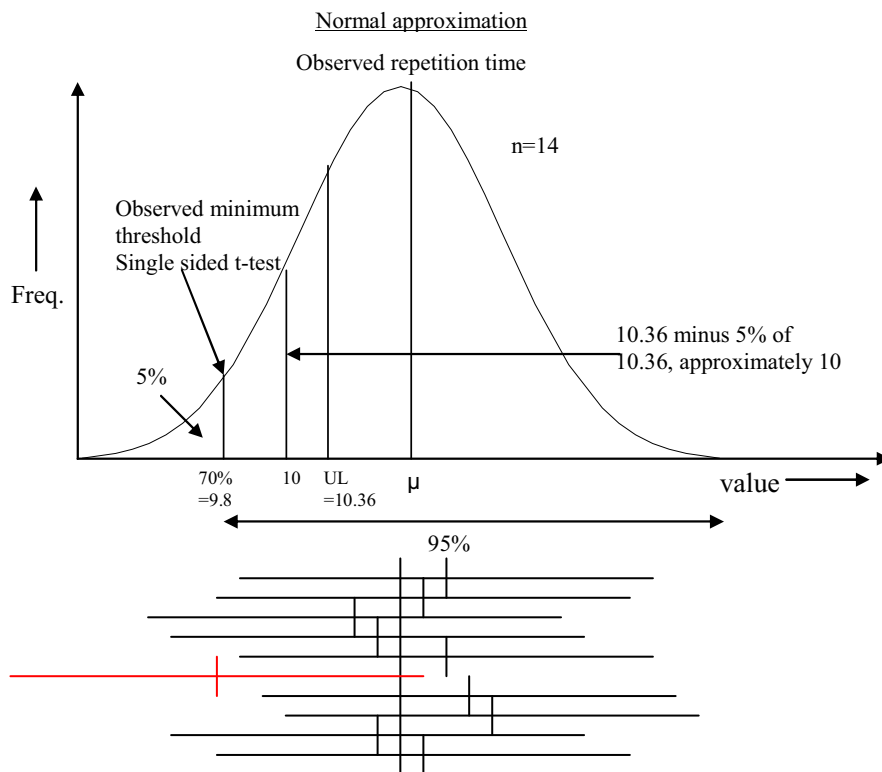 Normal approximation
Observed repetition time
n=14
Observed minimum
threshold
Single sided t-test
Freq.
10.36 minus 5% of
10.36, approximately 10
5%
70%
=9.8
10
UL
=10.36
μ
value
95%